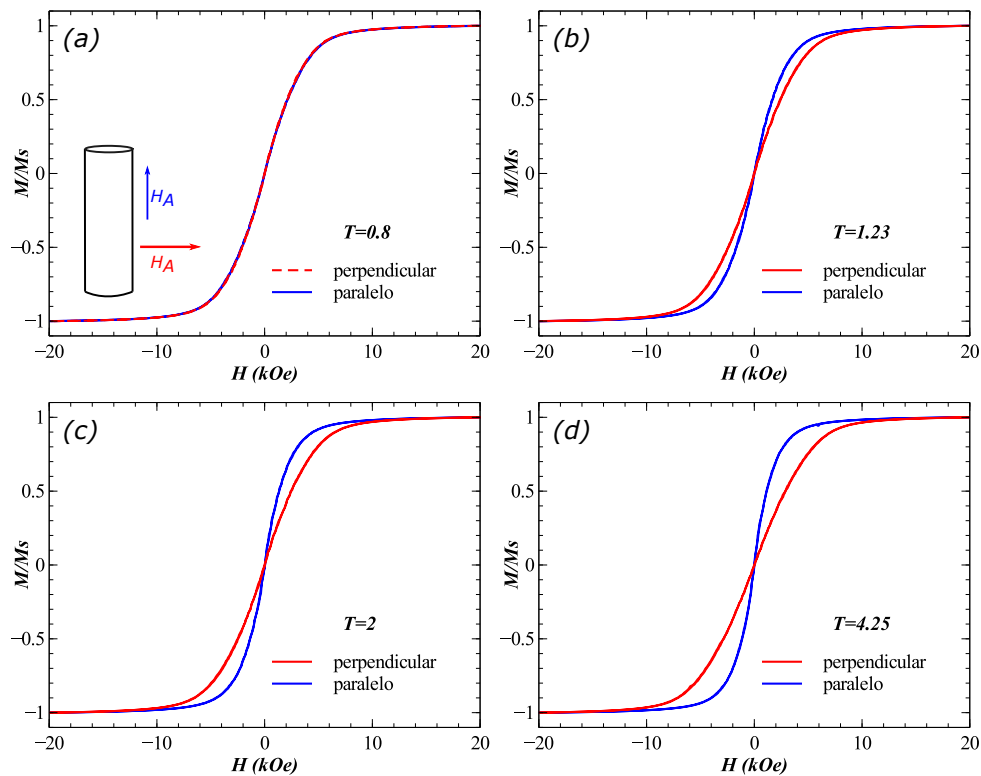 (a)
M/Ms
1
0.5
0
−0.5
−1
H_A
H_A
T=0.8
perpendicular
paralelo
−20 −10 0 10 20
H (kOe)
(b)
M/Ms
1
0.5
0
−0.5
−1
T=1.23
perpendicular
paralelo
−20 −10 0 10 20
H (kOe)
(c)
M/Ms
1
0.5
0
−0.5
−1
T=2
perpendicular
paralelo
−20 −10 0 10 20
H (kOe)
(d)
M/Ms
1
0.5
0
−0.5
−1
T=4.25
perpendicular
paralelo
−20 −10 0 10 20
H (kOe)